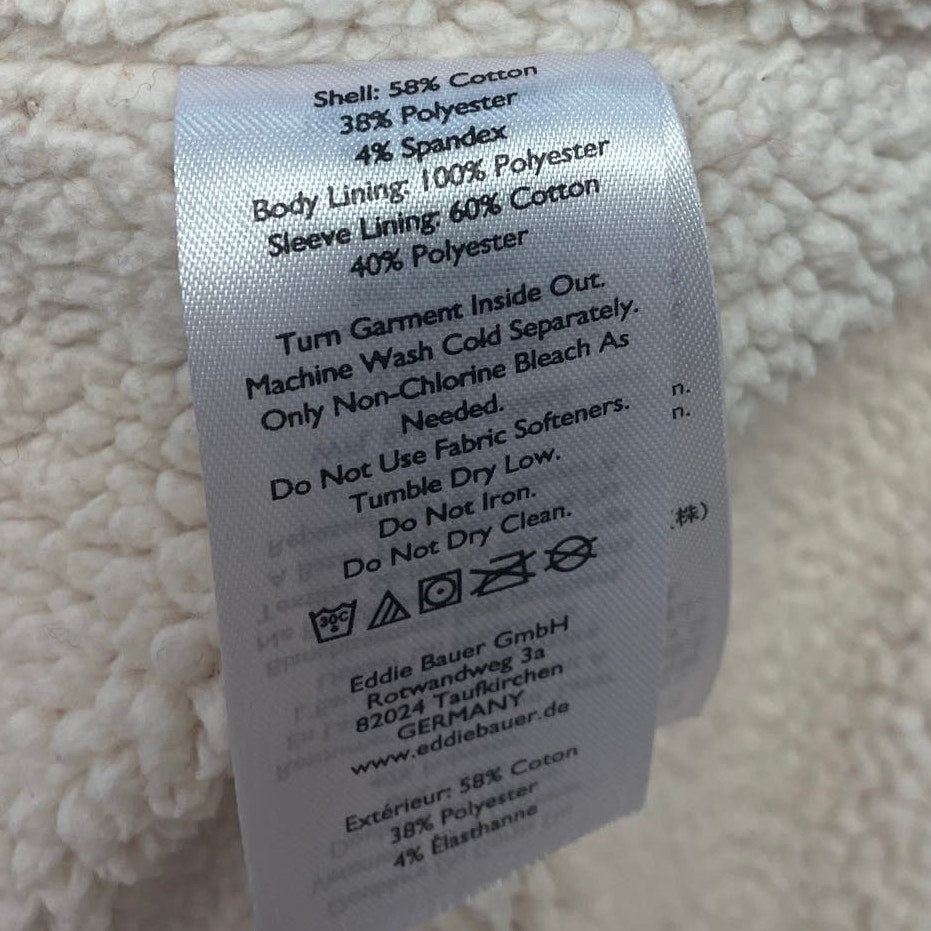 Shell: 58% Cotton
38% Polyester
4% Spandex
Body Lining: 100% Polyester
Sleeve Lining: 60% Cotton
40% Polyester
Turn Garment Inside Out.
Machine Wash Cold Separately.
Only Non-Chlorine Bleach As
Needed.
Do Not Use Fabric Softeners.
Tumble Dry Low.
Do Not Iron.
Do Not Dry Clean.
30C
Eddie Bauer GmbH
Rotwandweg 3a
82024 Taufkirchen
GERMANY
www.eddiebauer.de
Extérieur: 58% Coton
38% Polyester
4% Élasthanne
n.
n.
(株)